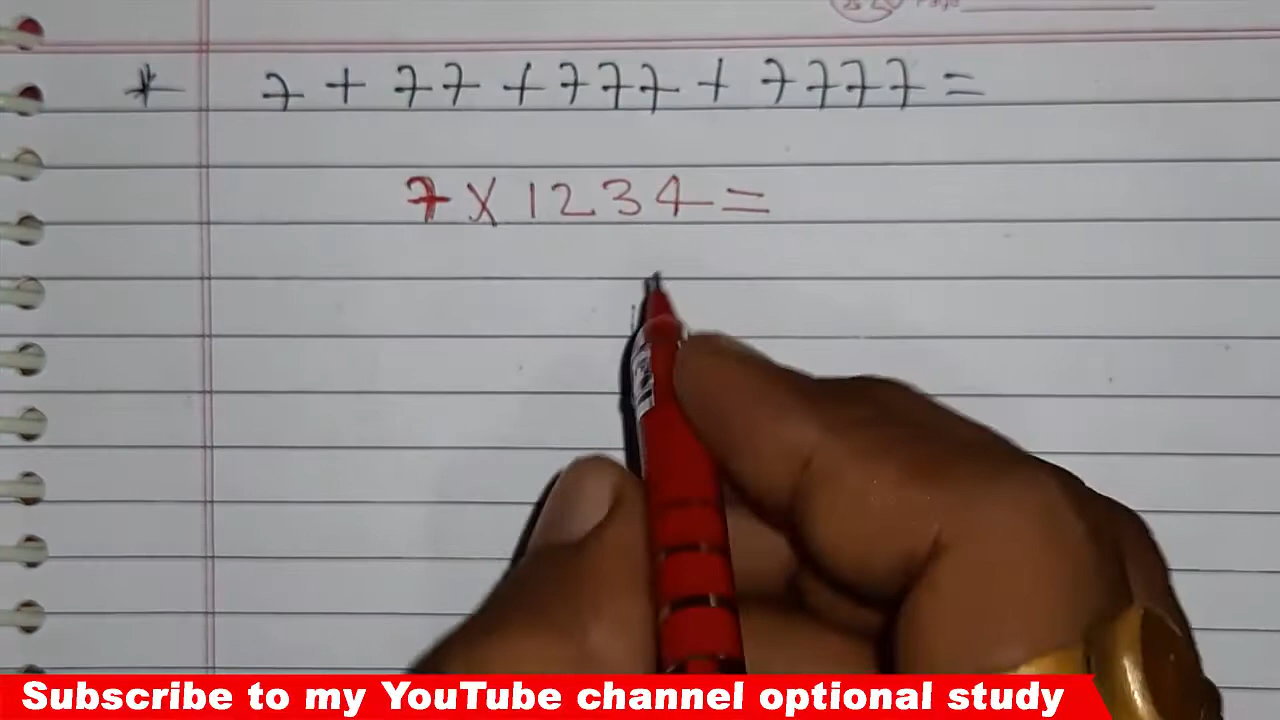 * 7 + 77 + 777 + 7777 =
7 X 1234 =
Subscribe to my YouTube channel optional study